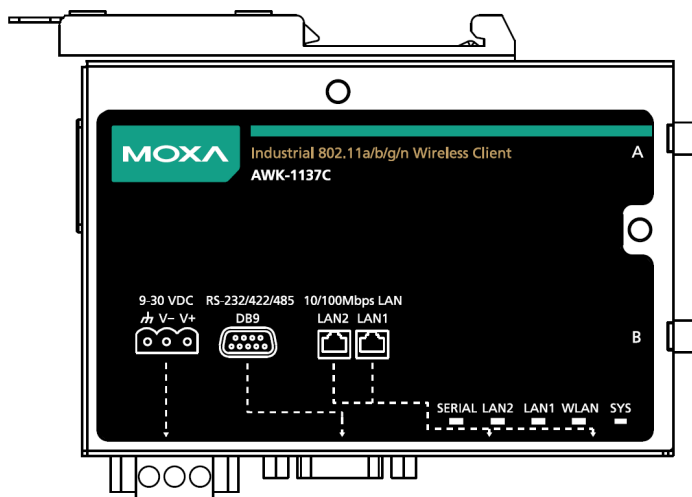 MOXA
Industrial 802.11a/b/g/n Wireless Client
A
AWK-1137C
9-30 VDC RS-232/422/485 10/100Mbps LAN
V− V+ DB9 LAN2 LAN1
B
SERIAL LAN2 LAN1 WLAN SYS